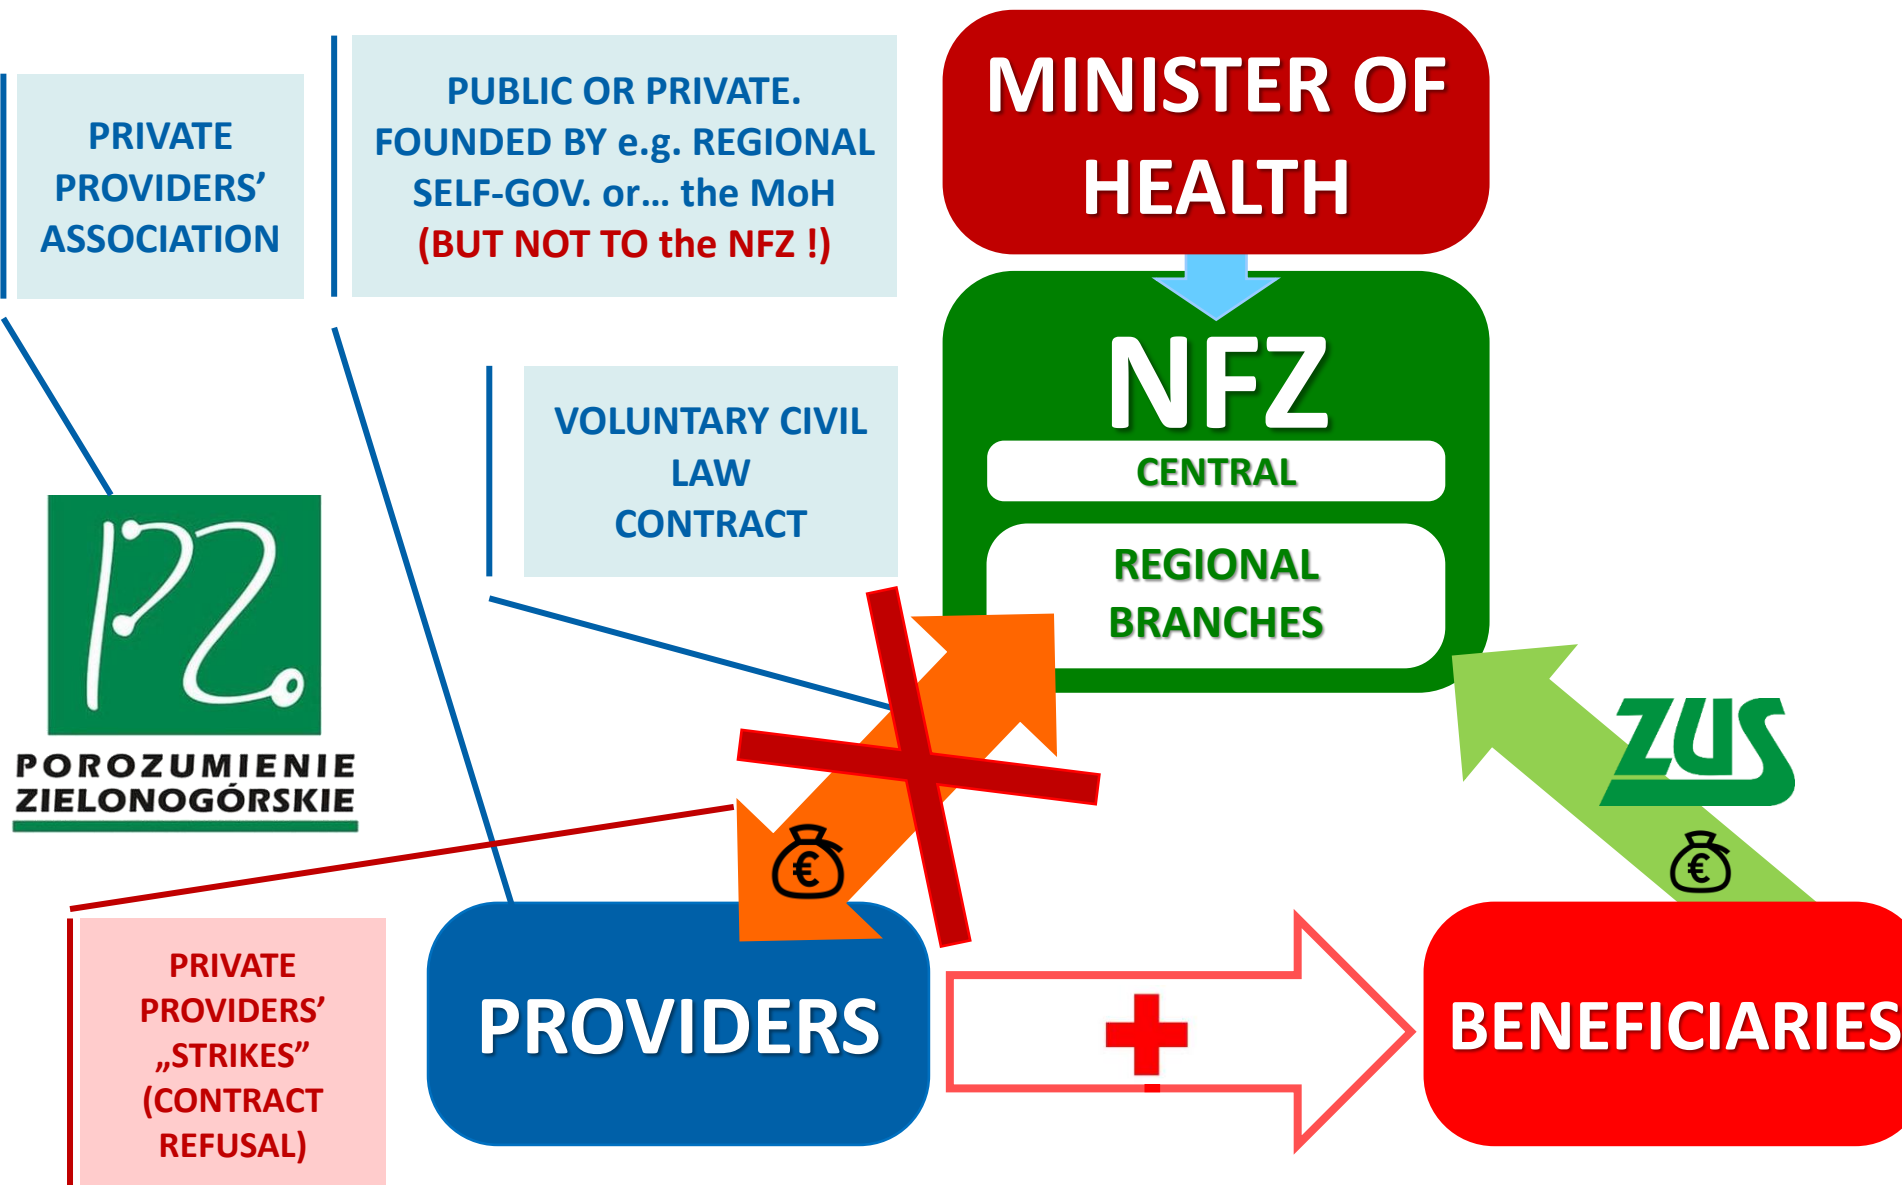 PRIVATE
PROVIDERS’
ASSOCIATION
PUBLIC OR PRIVATE.
FOUNDED BY e.g. REGIONAL
SELF-GOV. or... the MoH
(BUT NOT TO the NFZ !)
MINISTER OF
HEALTH
NFZ
CENTRAL
REGIONAL
BRANCHES
VOLUNTARY CIVIL
LAW
CONTRACT
PZ
POROZUMIENIE
ZIELONOGÓRSKIE
ZUS
€
€
PRIVATE
PROVIDERS’
„STRIKES”
(CONTRACT
REFUSAL)
PROVIDERS
BENEFICIARIES